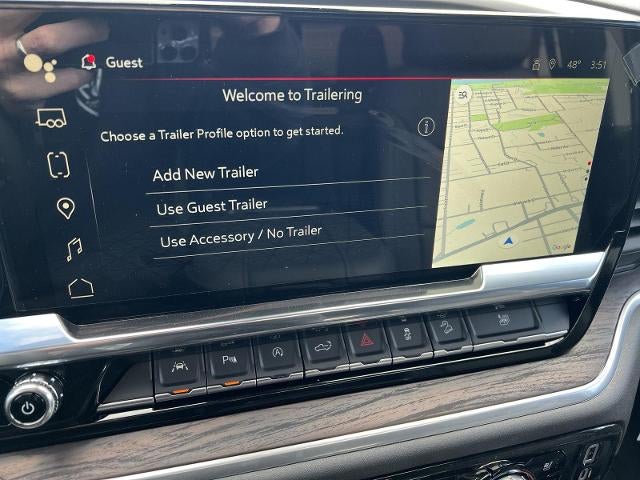 Guest
48° 3:51
Welcome to Trailering
Choose a Trailer Profile option to get started.
Add New Trailer
Use Guest Trailer
Use Accessory / No Trailer
Google
P
A